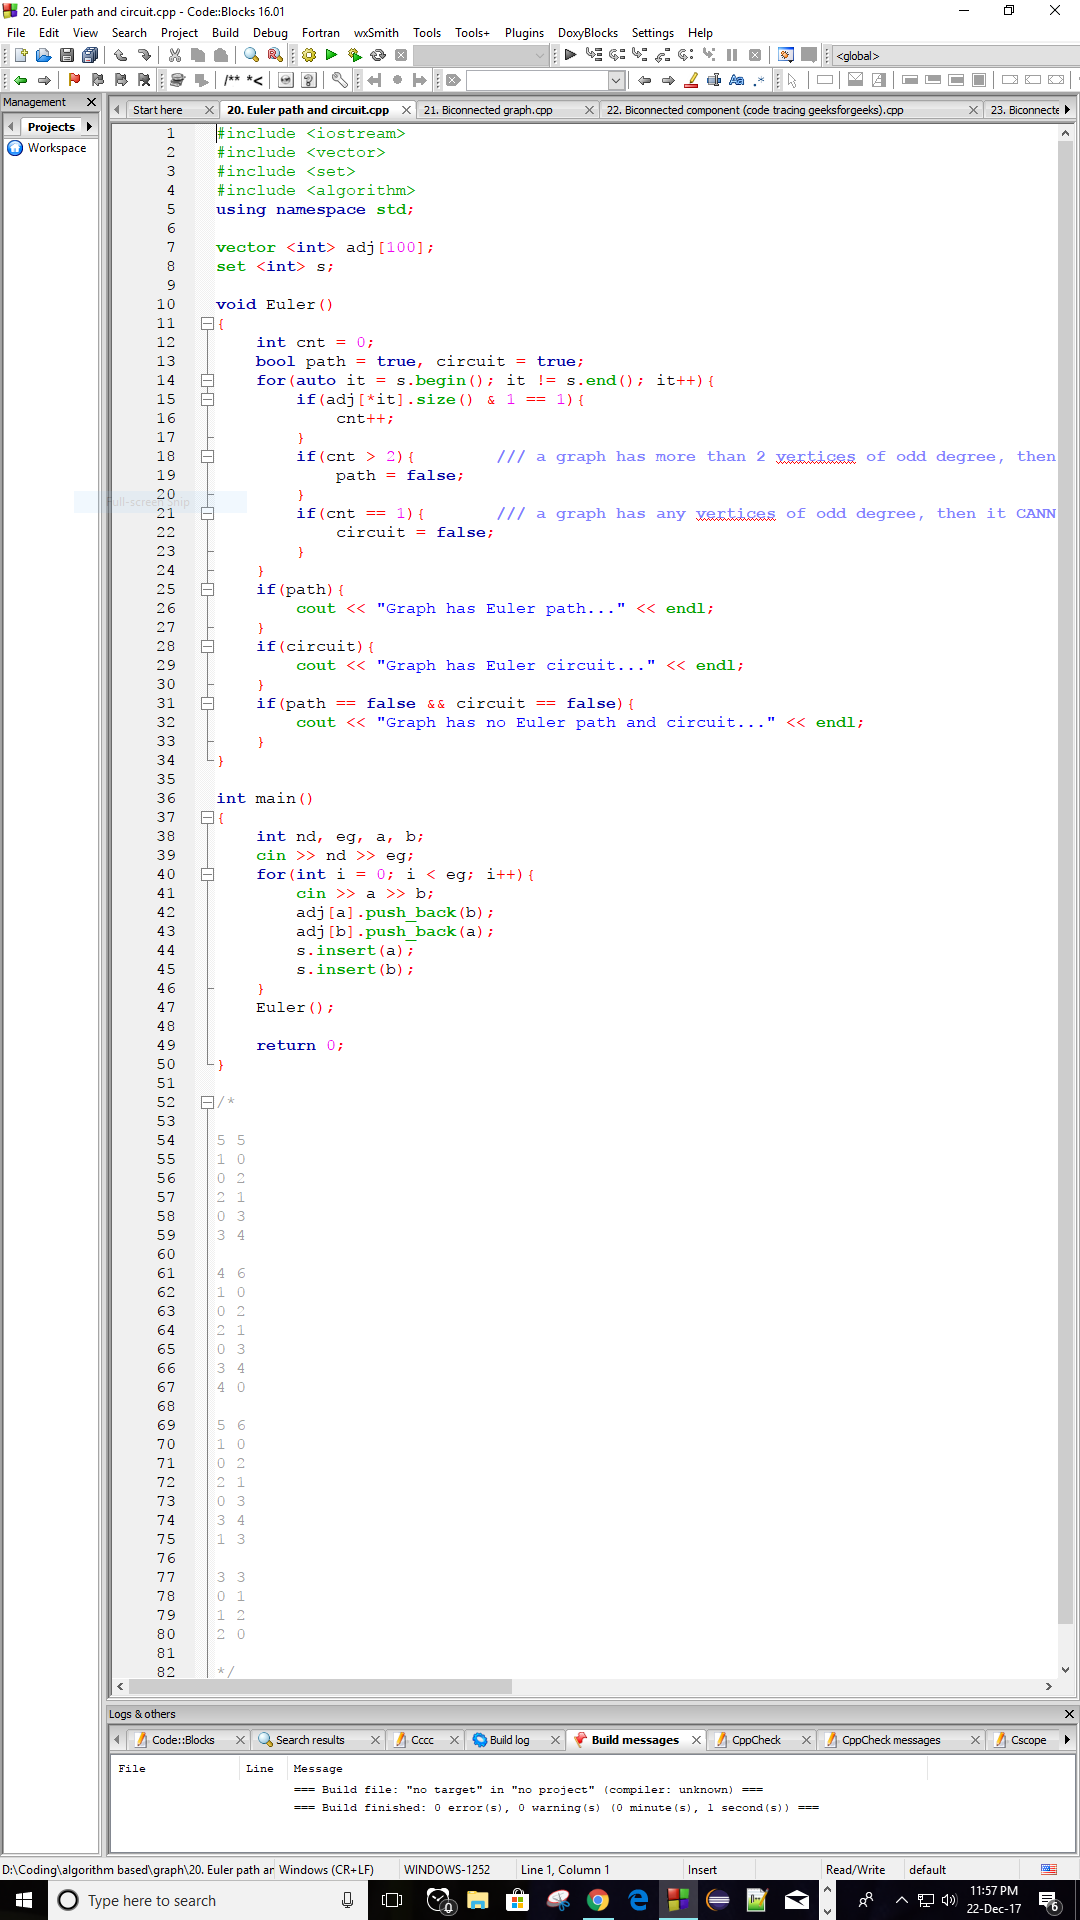 20. Euler path and circuit.cpp - Code::Blocks 16.01
File Edit View Search Project Build Debug Fortran wxSmith Tools Tools+ Plugins DoxyBlocks Settings Help
<global>
/** *<
Management
Start here
20. Euler path and circuit.cpp
21. Biconnected graph.cpp
22. Biconnected component (code tracing geeksforgeeks).cpp
23. Biconnecte
Projects
Workspace
1 #include <iostream>
2 #include <vector>
3 #include <set>
4 #include <algorithm>
5 using namespace std;
6
7 vector <int> adj[100];
8 set <int> s;
9
10 void Euler()
11 {
12 int cnt = 0;
13 bool path = true, circuit = true;
14 for(auto it = s.begin(); it != s.end(); it++){
15 if(adj[*it].size() & 1 == 1){
16 cnt++;
17 }
18 if(cnt > 2){ /// a graph has more than 2 vertices of odd degree, then
19 path = false;
20 }
Full-screen Snip
21 if(cnt == 1){ /// a graph has any vertices of odd degree, then it CANN
22 circuit = false;
23 }
24 }
25 if(path){
26 cout << "Graph has Euler path..." << endl;
27 }
28 if(circuit){
29 cout << "Graph has Euler circuit..." << endl;
30 }
31 if(path == false && circuit == false){
32 cout << "Graph has no Euler path and circuit..." << endl;
33 }
34 }
35
36 int main()
37 {
38 int nd, eg, a, b;
39 cin >> nd >> eg;
40 for(int i = 0; i < eg; i++){
41 cin >> a >> b;
42 adj[a].push_back(b);
43 adj[b].push_back(a);
44 s.insert(a);
45 s.insert(b);
46 }
47 Euler();
48
49 return 0;
50 }
51
52 /*
53
54 5 5
55 1 0
56 0 2
57 2 1
58 0 3
59 3 4
60
61 4 6
62 1 0
63 0 2
64 2 1
65 0 3
66 3 4
67 4 0
68
69 5 6
70 1 0
71 0 2
72 2 1
73 0 3
74 3 4
75 1 3
76
77 3 3
78 0 1
79 1 2
80 2 0
81
82 */
Logs & others
Code::Blocks Search results Cccc Build log Build messages CppCheck CppCheck messages Cscope
File Line Message
=== Build file: "no target" in "no project" (compiler: unknown) ===
=== Build finished: 0 error(s), 0 warning(s) (0 minute(s), 1 second(s)) ===
D:\Coding\algorithm based\graph\20. Euler path ar Windows (CR+LF) WINDOWS-1252 Line 1, Column 1 Insert Read/Write default
Type here to search
11:57 PM
22-Dec-17
6